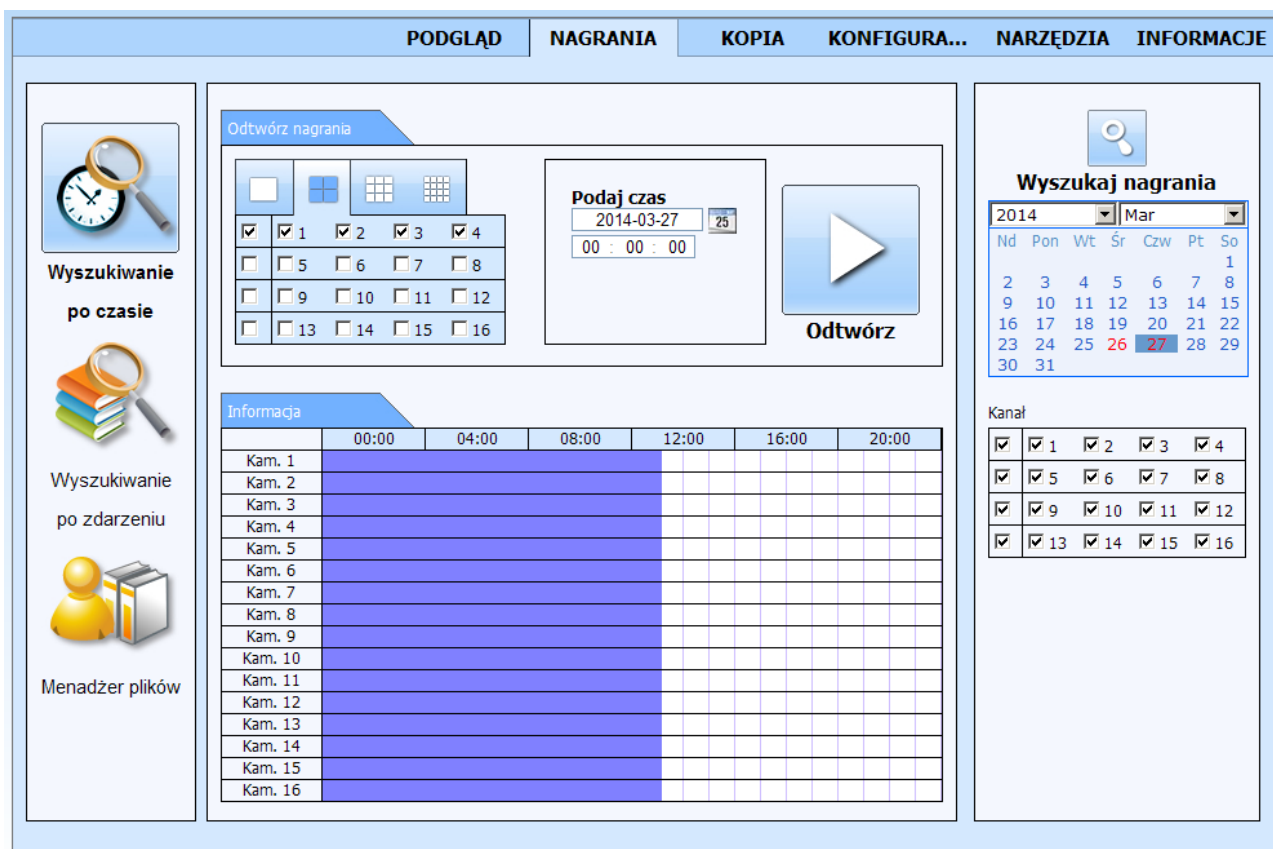 PODGLĄD NAGRANIA KOPIA KONFIGURA... NARZĘDZIA INFORMACJE
Wyszukiwanie
po czasie
Wyszukiwanie
po zdarzeniu
Menadżer plików
Odtwórz nagrania
1 2 3 4
5 6 7 8
9 10 11 12
13 14 15 16
Podaj czas
2014-03-27 25
00 : 00 : 00
Odtwórz
Informacja
00:00 04:00 08:00 12:00 16:00 20:00
Kam. 1
Kam. 2
Kam. 3
Kam. 4
Kam. 5
Kam. 6
Kam. 7
Kam. 8
Kam. 9
Kam. 10
Kam. 11
Kam. 12
Kam. 13
Kam. 14
Kam. 15
Kam. 16
Wyszukaj nagrania
2014 Mar
Nd Pon Wt Śr Czw Pt So
1
2 3 4 5 6 7 8
9 10 11 12 13 14 15
16 17 18 19 20 21 22
23 24 25 26 27 28 29
30 31
Kanał
1 2 3 4
5 6 7 8
9 10 11 12
13 14 15 16